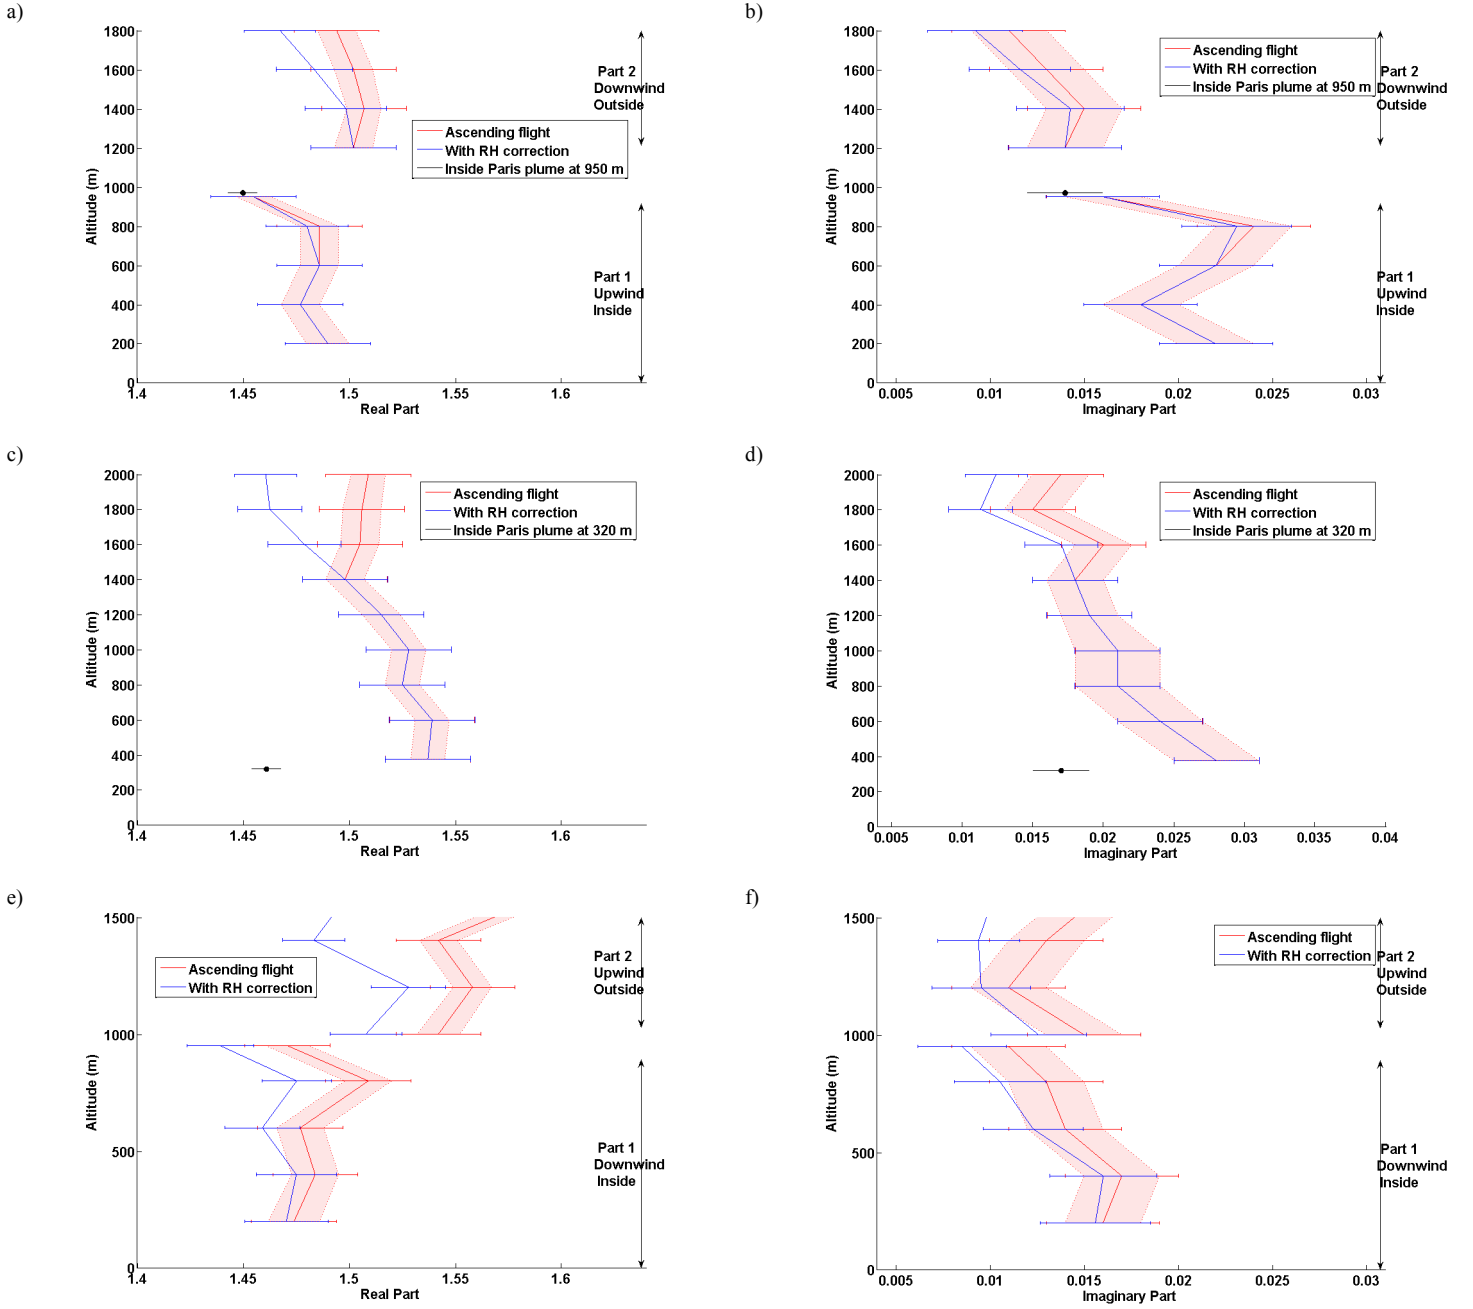 a)
1800
1600
1400
1200
1000
800
600
400
200
0
Altitude (m)
1.4
1.45
1.5
1.55
1.6
Real Part
Ascending flight
With RH correction
Inside Paris plume at 950 m
Part 2
Downwind
Outside
Part 1
Upwind
Inside
b)
1800
1600
1400
1200
1000
800
600
400
200
0
Altitude (m)
0.005
0.01
0.015
0.02
0.025
0.03
Imaginary Part
Ascending flight
With RH correction
Inside Paris plume at 950 m
Part 2
Downwind
Outside
Part 1
Upwind
Inside
c)
2000
1800
1600
1400
1200
1000
800
600
400
200
0
Altitude (m)
1.4
1.45
1.5
1.55
1.6
Real Part
Ascending flight
With RH correction
Inside Paris plume at 320 m
d)
2000
1800
1600
1400
1200
1000
800
600
400
200
0
Altitude (m)
0.005
0.01
0.015
0.02
0.025
0.03
0.035
0.04
Imaginary Part
Ascending flight
With RH correction
Inside Paris plume at 320 m
e)
1500
1000
500
0
Altitude (m)
1.4
1.45
1.5
1.55
1.6
Real Part
Ascending flight
With RH correction
Part 2
Upwind
Outside
Part 1
Downwind
Inside
f)
1500
1000
500
0
Altitude (m)
0.005
0.01
0.015
0.02
0.025
0.03
Imaginary Part
Ascending flight
With RH correction
Part 2
Upwind
Outside
Part 1
Downwind
Inside